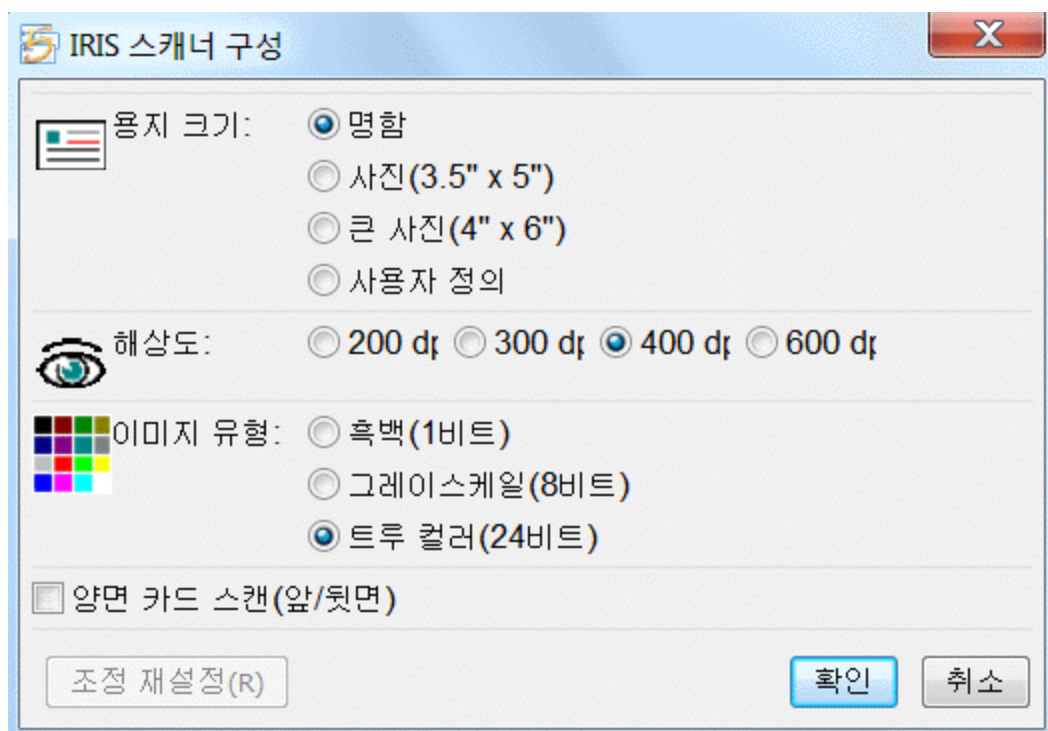 IRIS 스캐너 구성
용지 크기: 명함
사진(3.5" x 5")
큰 사진(4" x 6")
사용자 정의
해상도: 200 dp 300 dp 400 dp 600 dp
이미지 유형: 흑백(1비트)
그레이스케일(8비트)
트루 컬러(24비트)
양면 카드 스캔(앞/뒷면)
조정 재설정(R) 확인 취소